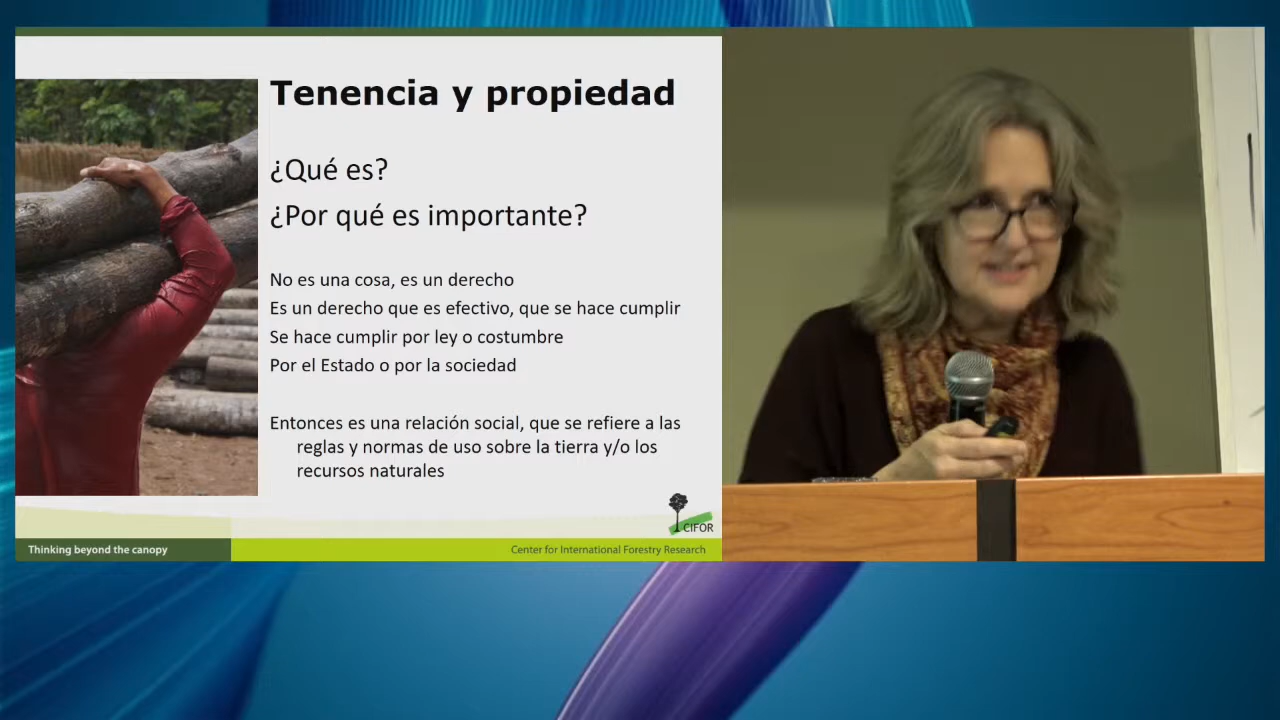 Tenencia y propiedad
¿Qué es?
¿Por qué es importante?
No es una cosa, es un derecho
Es un derecho que es efectivo, que se hace cumplir
Se hace cumplir por ley o costumbre
Por el Estado o por la sociedad
Entonces es una relación social, que se refiere a las
reglas y normas de uso sobre la tierra y/o los
recursos naturales
CIFOR
Thinking beyond the canopy
Center for International Forestry Research